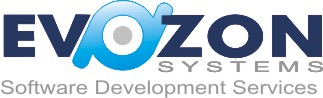 EVOZON
SYSTEMS
Software Development Services